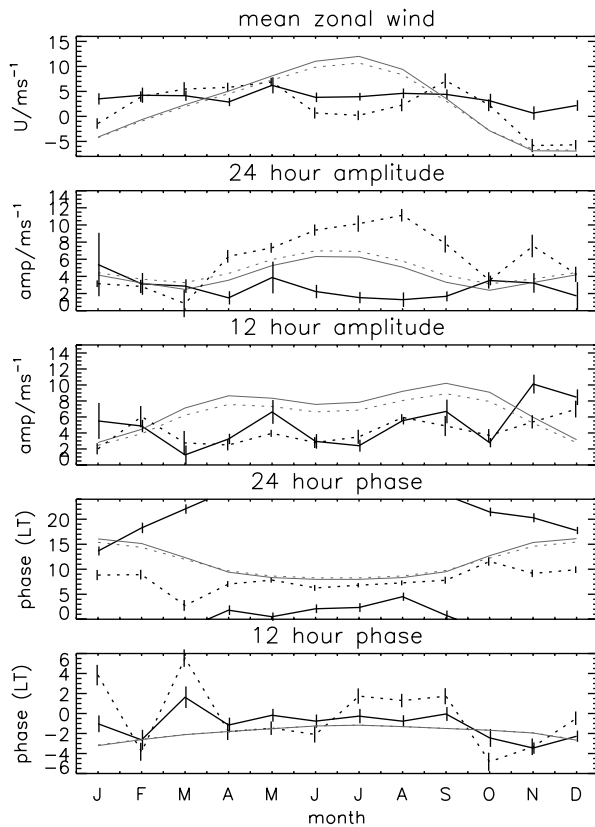 mean zonal wind
15
10
5
0
−5
U/ms⁻¹
24 hour amplitude
14
12
10
8
6
4
2
0
amp/ms⁻¹
12 hour amplitude
14
12
10
8
6
4
2
0
amp/ms⁻¹
24 hour phase
20
15
10
5
0
phase (LT)
12 hour phase
6
4
2
0
−2
−4
−6
phase (LT)
J F M A M J J A S O N D
month